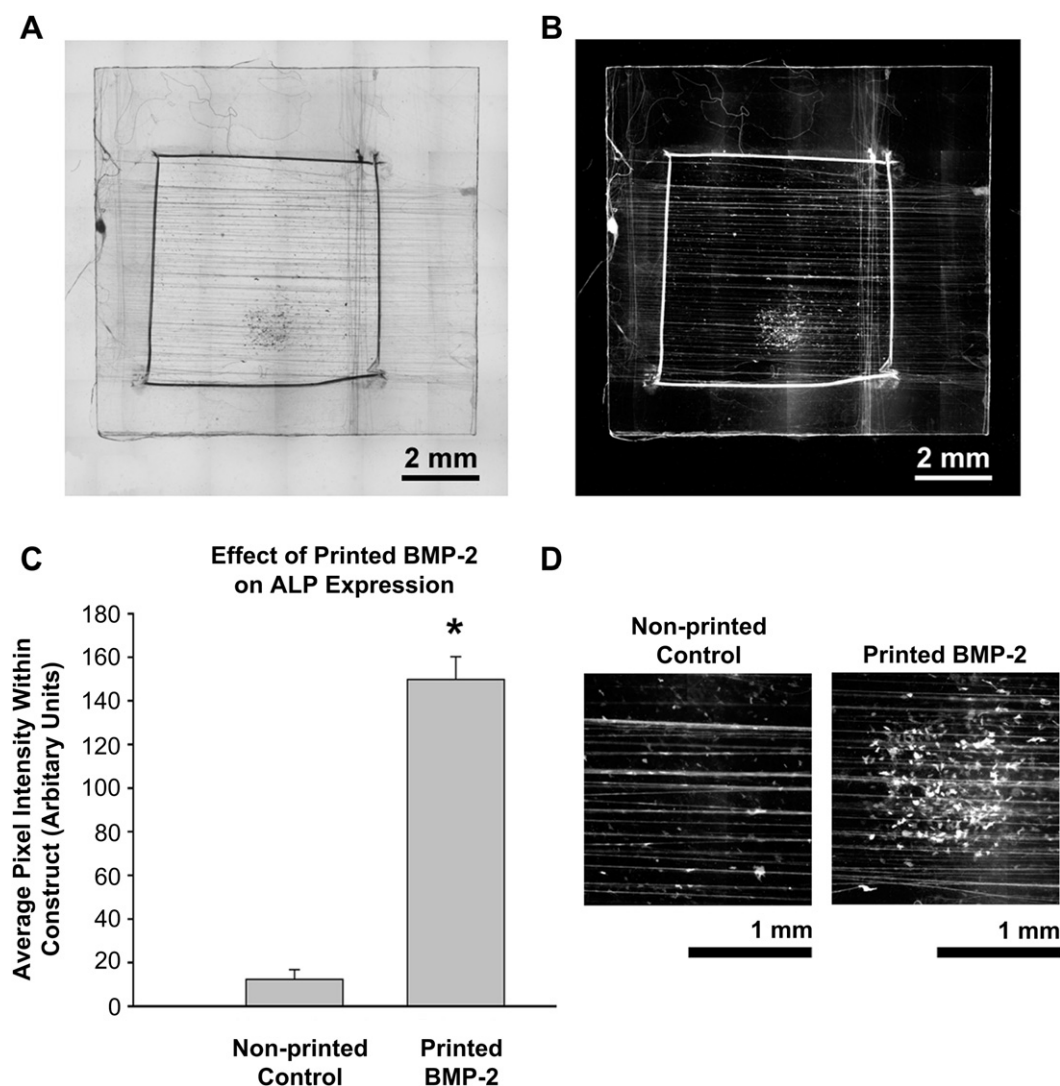 A
B
2 mm
2 mm
C
Effect of Printed BMP-2
on ALP Expression
Average Pixel Intensity Within
Construct (Arbitary Units)
180
160
140
120
100
80
60
40
20
0
*
Non-printed
Control
Printed
BMP-2
D
Non-printed
Control
Printed BMP-2
1 mm
1 mm